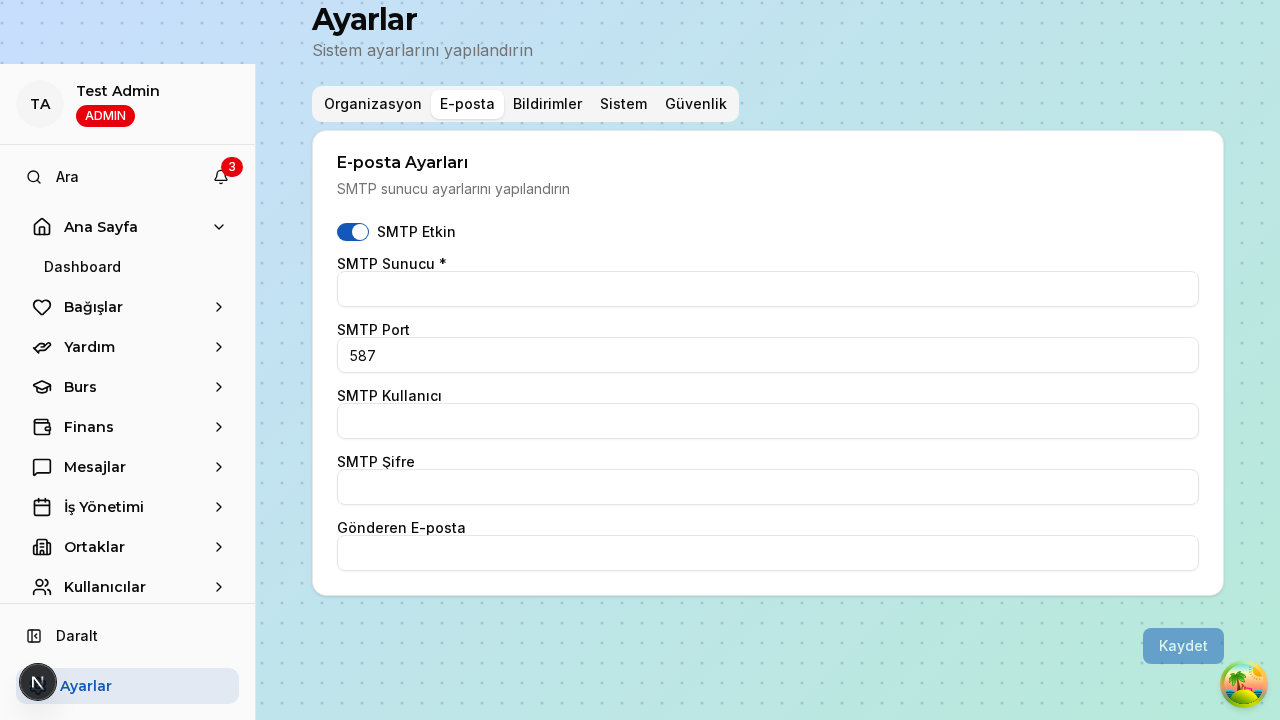 Ayarlar
Sistem ayarlarını yapılandırın
TA
Test Admin
ADMIN
Organizasyon
E-posta
Bildirimler
Sistem
Güvenlik
E-posta Ayarları
SMTP sunucu ayarlarını yapılandırın
Ara
3
SMTP Etkin
Ana Sayfa
Dashboard
Bağışlar
Yardım
Burs
Finans
Mesajlar
İş Yönetimi
Ortaklar
Kullanıcılar
SMTP Sunucu *
SMTP Port
587
SMTP Kullanıcı
SMTP Şifre
Gönderen E-posta
Daralt
N
Ayarlar
Kaydet